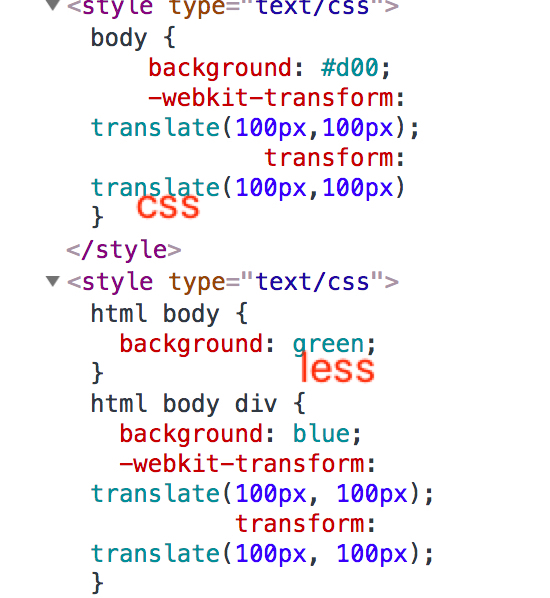 <style type="text/css">
body {
background: #d00;
-webkit-transform:
translate(100px,100px);
transform:
translate(100px,100px)
}
css
</style>
<style type="text/css">
html body {
background: green;
}
less
html body div {
background: blue;
-webkit-transform:
translate(100px, 100px);
transform:
translate(100px, 100px);
}